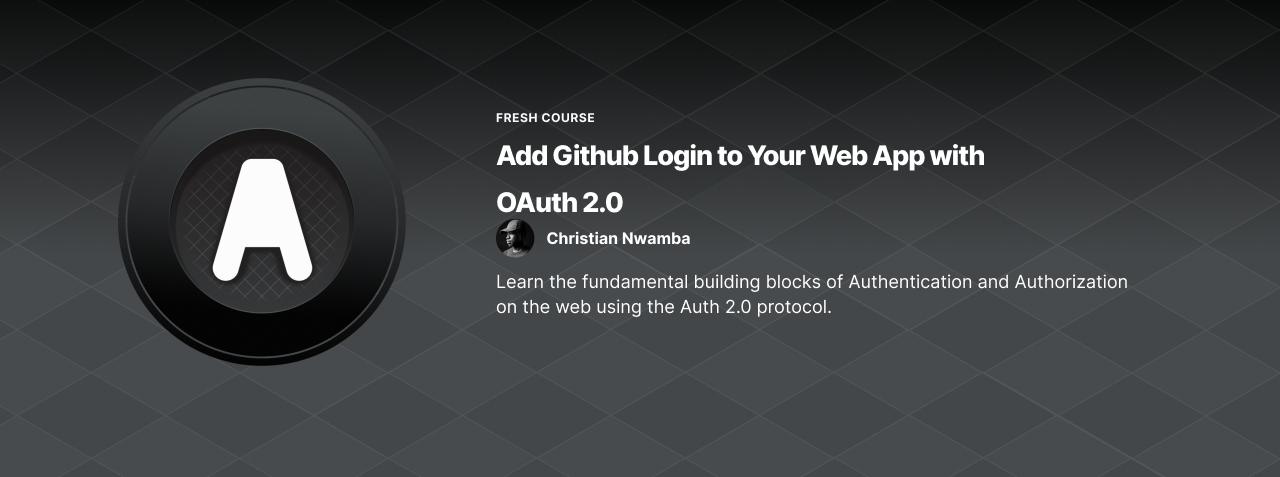 A
FRESH COURSE
Add Github Login to Your Web App with
OAuth 2.0
Christian Nwamba
Learn the fundamental building blocks of Authentication and Authorization
on the web using the Auth 2.0 protocol.